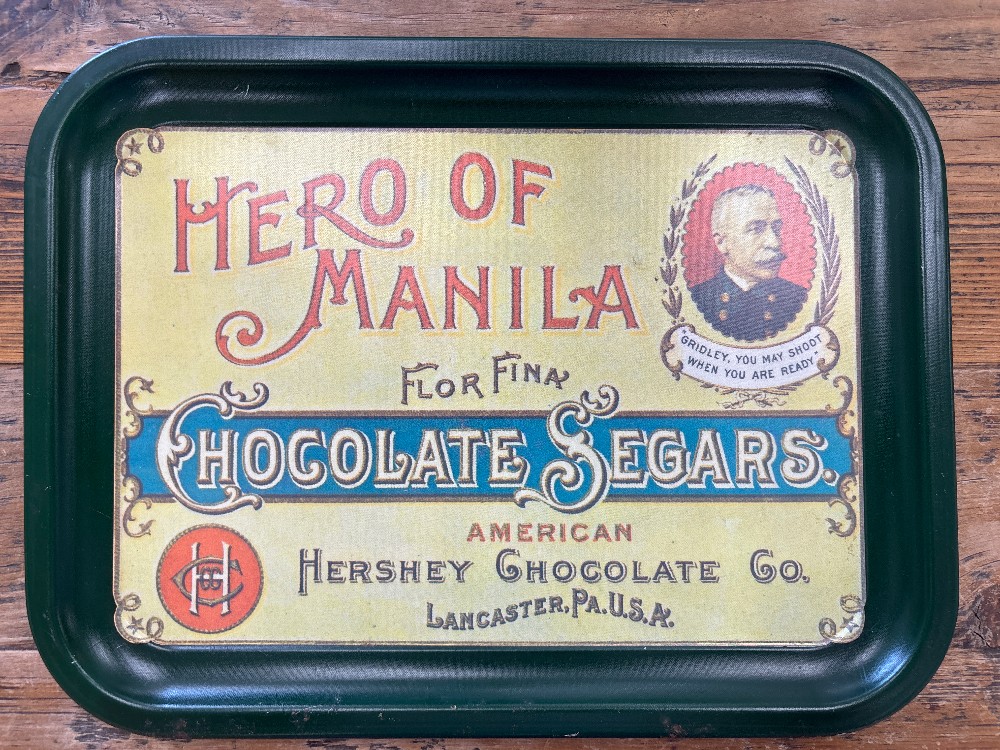 HERO OF
MANILA
"GRIDLEY, YOU MAY SHOOT
WHEN YOU ARE READY"
FLOR FINA
CHOCOLATE SEGARS.
AMERICAN
HERSHEY CHOCOLATE CO.
LANCASTER, PA. U.S.A.